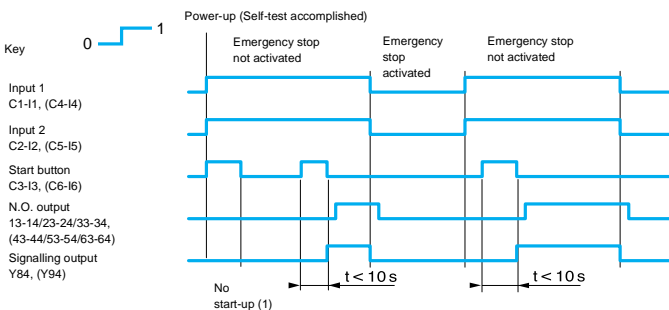 Power-up (Self-test accomplished)
Key 0 1
Emergency stop
not activated
Emergency
stop
activated
Emergency stop
not activated
Input 1
C1-I1, (C4-I4)
Input 2
C2-I2, (C5-I5)
Start button
C3-I3, (C6-I6)
N.O. output
13-14/23-24/33-34,
(43-44/53-54/63-64)
Signalling output
Y84, (Y94)
t < 10 s
t < 10 s
No
start-up (1)